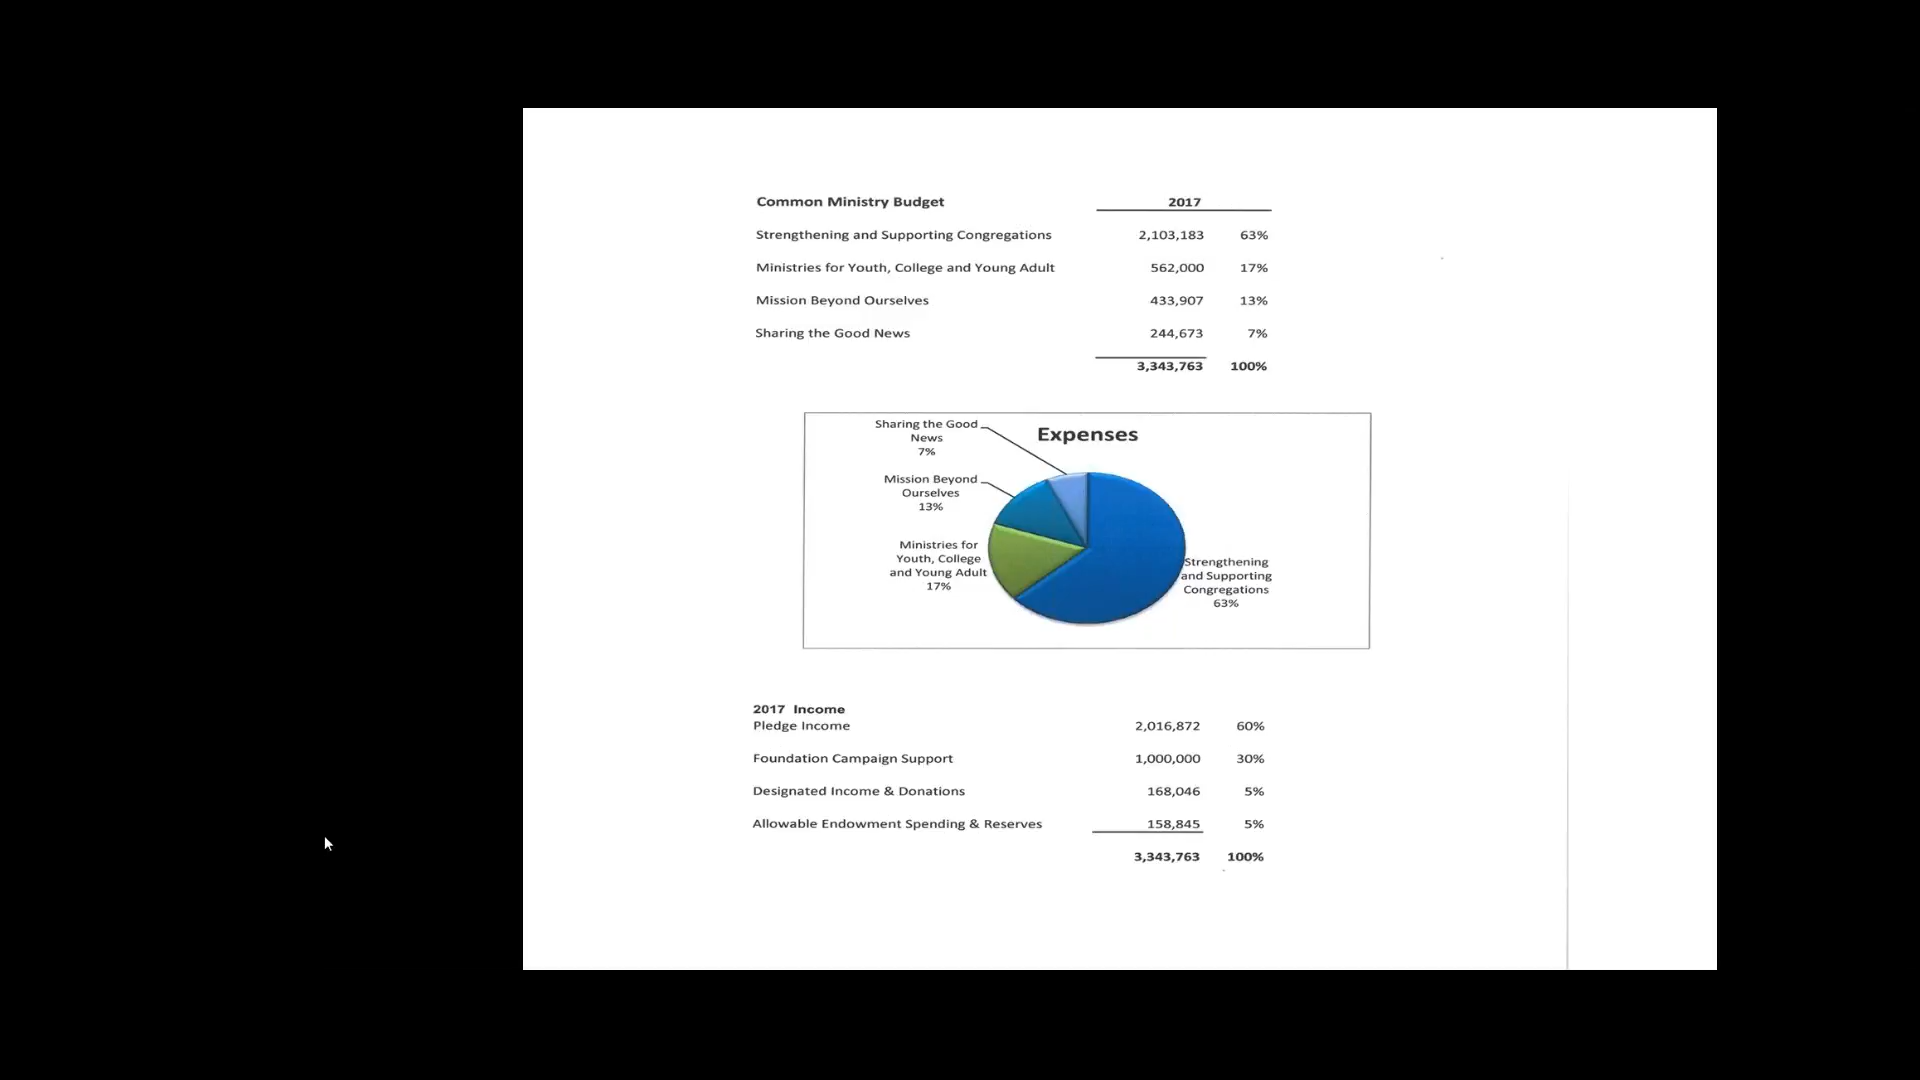 Common Ministry Budget 2017
Strengthening and Supporting Congregations 2,103,183 63%
Ministries for Youth, College and Young Adult 562,000 17%
Mission Beyond Ourselves 433,907 13%
Sharing the Good News 244,673 7%
3,343,763 100%
Expenses
Sharing the Good
News
7%
Mission Beyond
Ourselves
13%
Ministries for
Youth, College
and Young Adult
17%
Strengthening
and Supporting
Congregations
63%
2017 Income
Pledge Income 2,016,872 60%
Foundation Campaign Support 1,000,000 30%
Designated Income & Donations 168,046 5%
Allowable Endowment Spending & Reserves 158,845 5%
3,343,763 100%